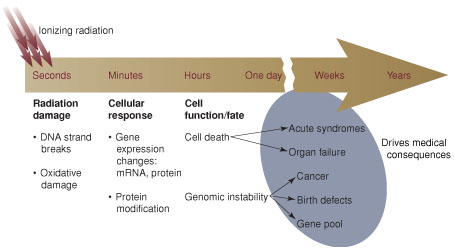 Ionizing radiation
Seconds Minutes Hours One day Weeks Years
Radiation
damage
• DNA strand
breaks
• Oxidative
damage
Cellular
response
• Gene
expression
changes:
mRNA, protein
• Protein
modification
Cell
function/fate
Cell death
Genomic instability
Acute syndromes
Organ failure
Cancer
Birth defects
Gene pool
Drives medical
consequences